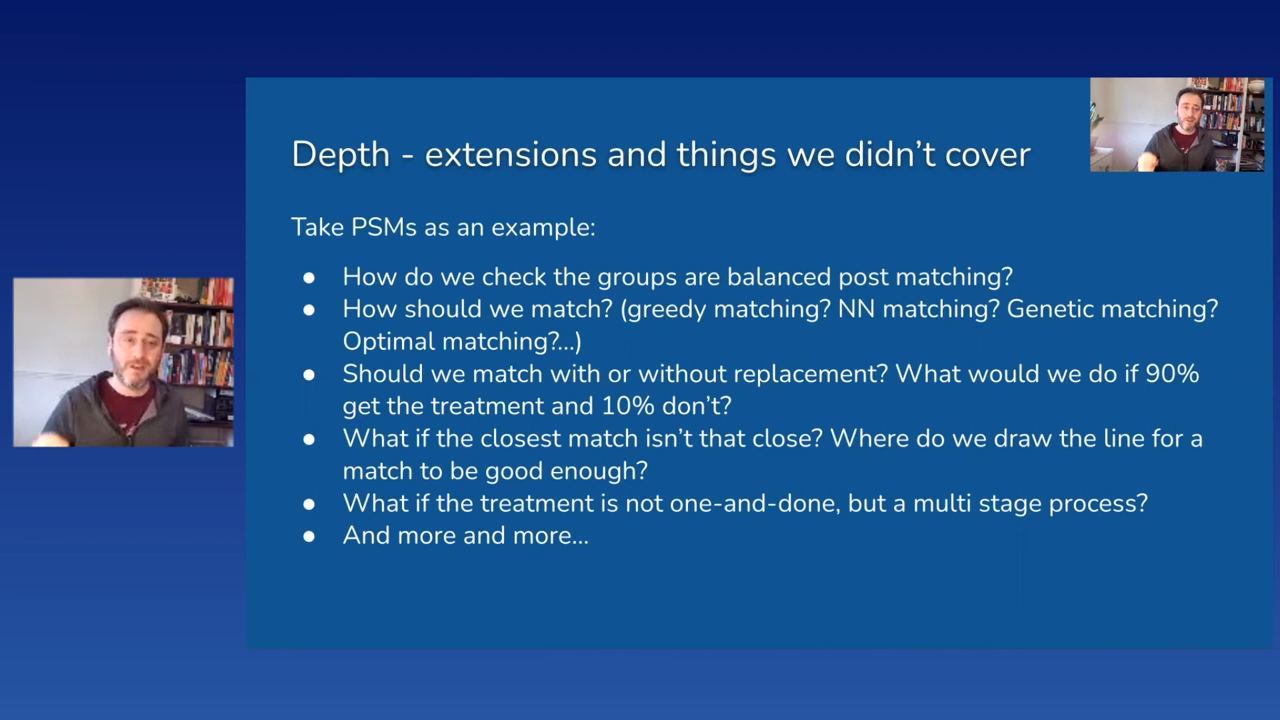 Depth - extensions and things we didn’t cover
Take PSMs as an example:
● How do we check the groups are balanced post matching?
● How should we match? (greedy matching? NN matching? Genetic matching?
Optimal matching?...)
● Should we match with or without replacement? What would we do if 90%
get the treatment and 10% don’t?
● What if the closest match isn’t that close? Where do we draw the line for a
match to be good enough?
● What if the treatment is not one-and-done, but a multi stage process?
● And more and more...